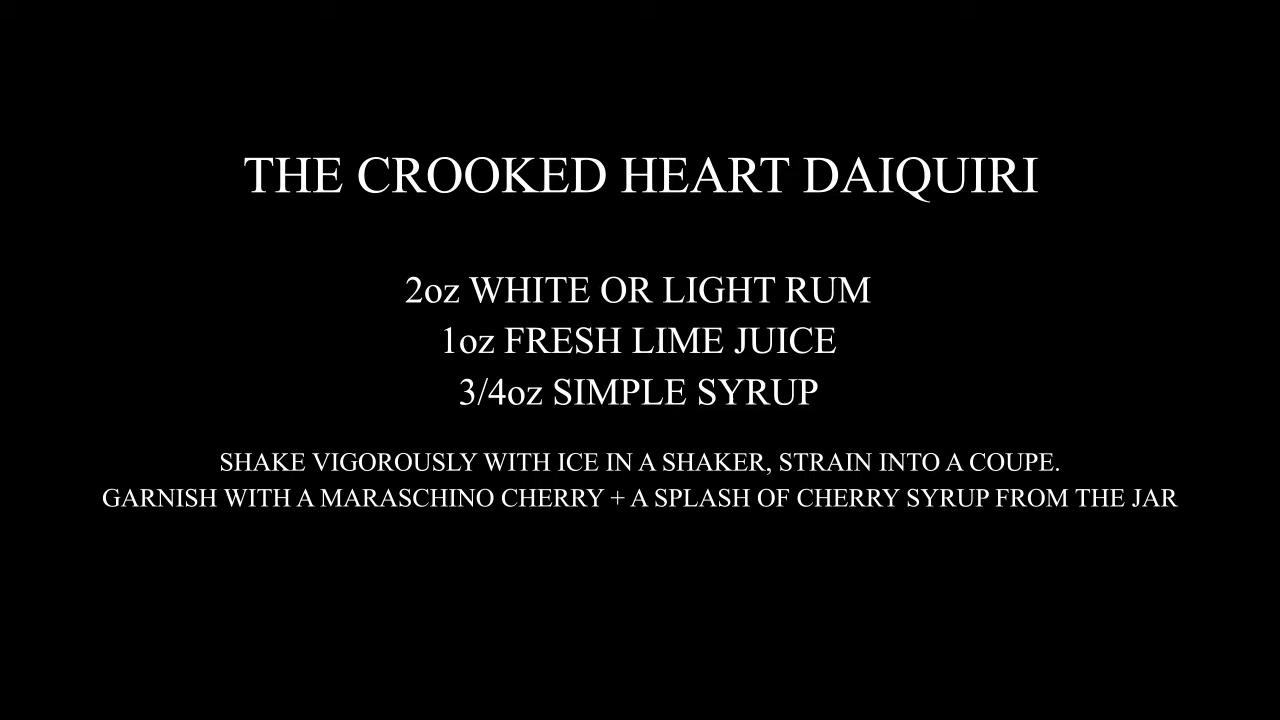 THE CROOKED HEART DAIQUIRI
2oz WHITE OR LIGHT RUM
1oz FRESH LIME JUICE
3/4oz SIMPLE SYRUP
SHAKE VIGOROUSLY WITH ICE IN A SHAKER, STRAIN INTO A COUPE.
GARNISH WITH A MARASCHINO CHERRY + A SPLASH OF CHERRY SYRUP FROM THE JAR